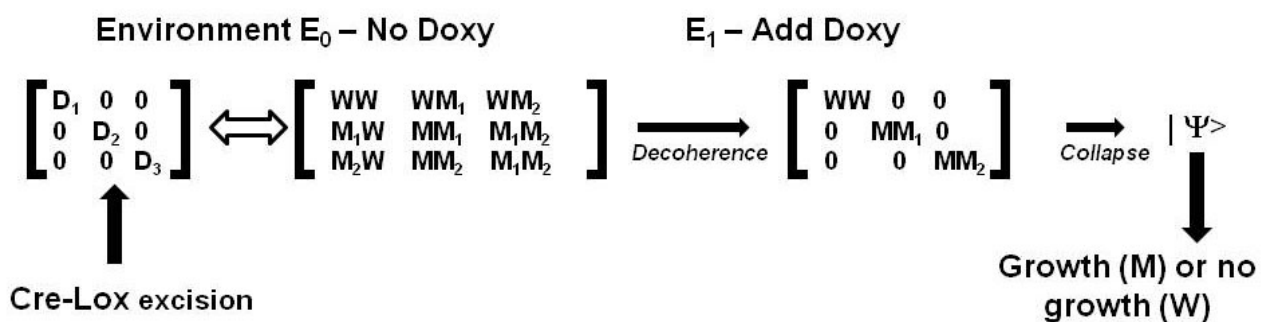 Environment E₀ – No Doxy
E₁ – Add Doxy
D₁ 0 0
0 D₂ 0
0 0 D₃
WW WM₁ WM₂
M₁W MM₁ M₁M₂
M₂W MM₂ M₁M₂
Decoherence
WW 0 0
0 MM₁ 0
0 0 MM₂
Collapse
| Ψ>
Cre-Lox excision
Growth (M) or no
growth (W)